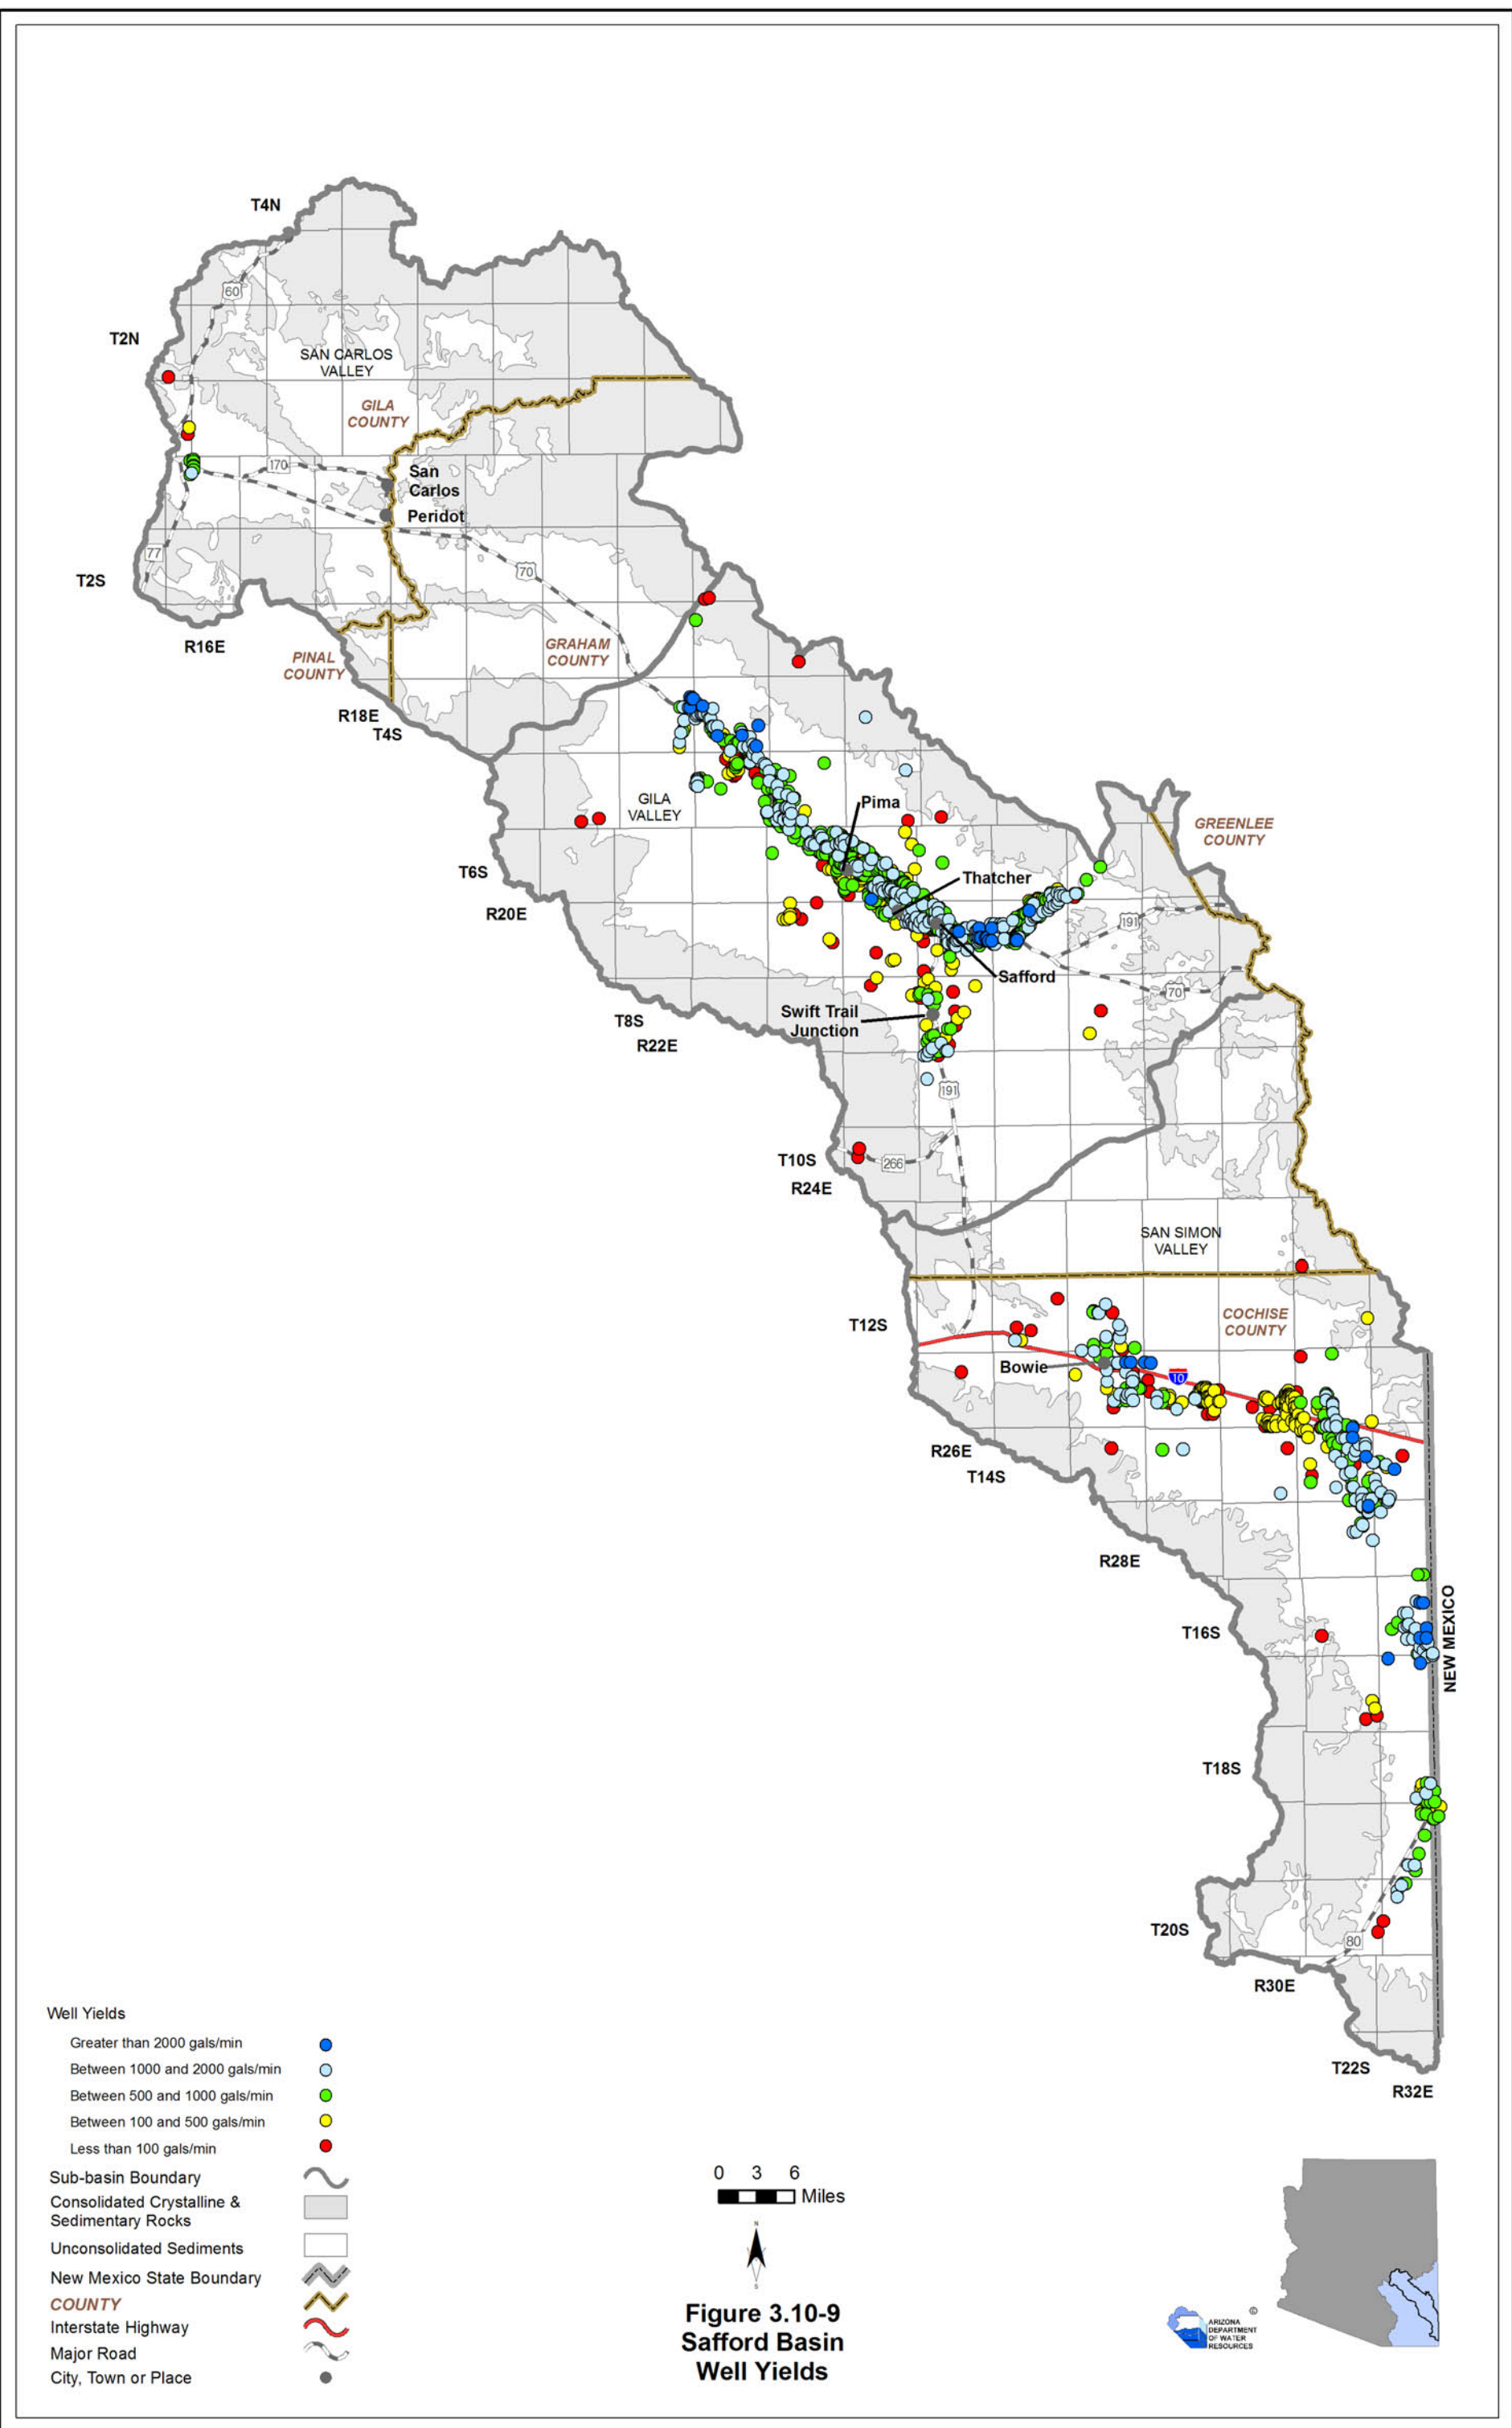 T4N
60
T2N
SAN CARLOS
VALLEY
GILA
COUNTY
170
San
Carlos
Peridot
77
70
T2S
R16E
PINAL
COUNTY
GRAHAM
COUNTY
R18E
T4S
GILA
VALLEY
Pima
GREENLEE
COUNTY
T6S
Thatcher
R20E
191
Safford
70
Swift Trail
Junction
T8S
R22E
191
T10S
266
R24E
SAN SIMON
VALLEY
COCHISE
COUNTY
T12S
Bowie
10
R26E
T14S
R28E
NEW MEXICO
T16S
T18S
T20S
80
R30E
T22S
R32E
Well Yields
Greater than 2000 gals/min
Between 1000 and 2000 gals/min
Between 500 and 1000 gals/min
Between 100 and 500 gals/min
Less than 100 gals/min
Sub-basin Boundary
Consolidated Crystalline &
Sedimentary Rocks
Unconsolidated Sediments
New Mexico State Boundary
COUNTY
Interstate Highway
Major Road
City, Town or Place
0 3 6
Miles
N
S
Figure 3.10-9
Safford Basin
Well Yields
©
ARIZONA
DEPARTMENT
OF WATER
RESOURCES